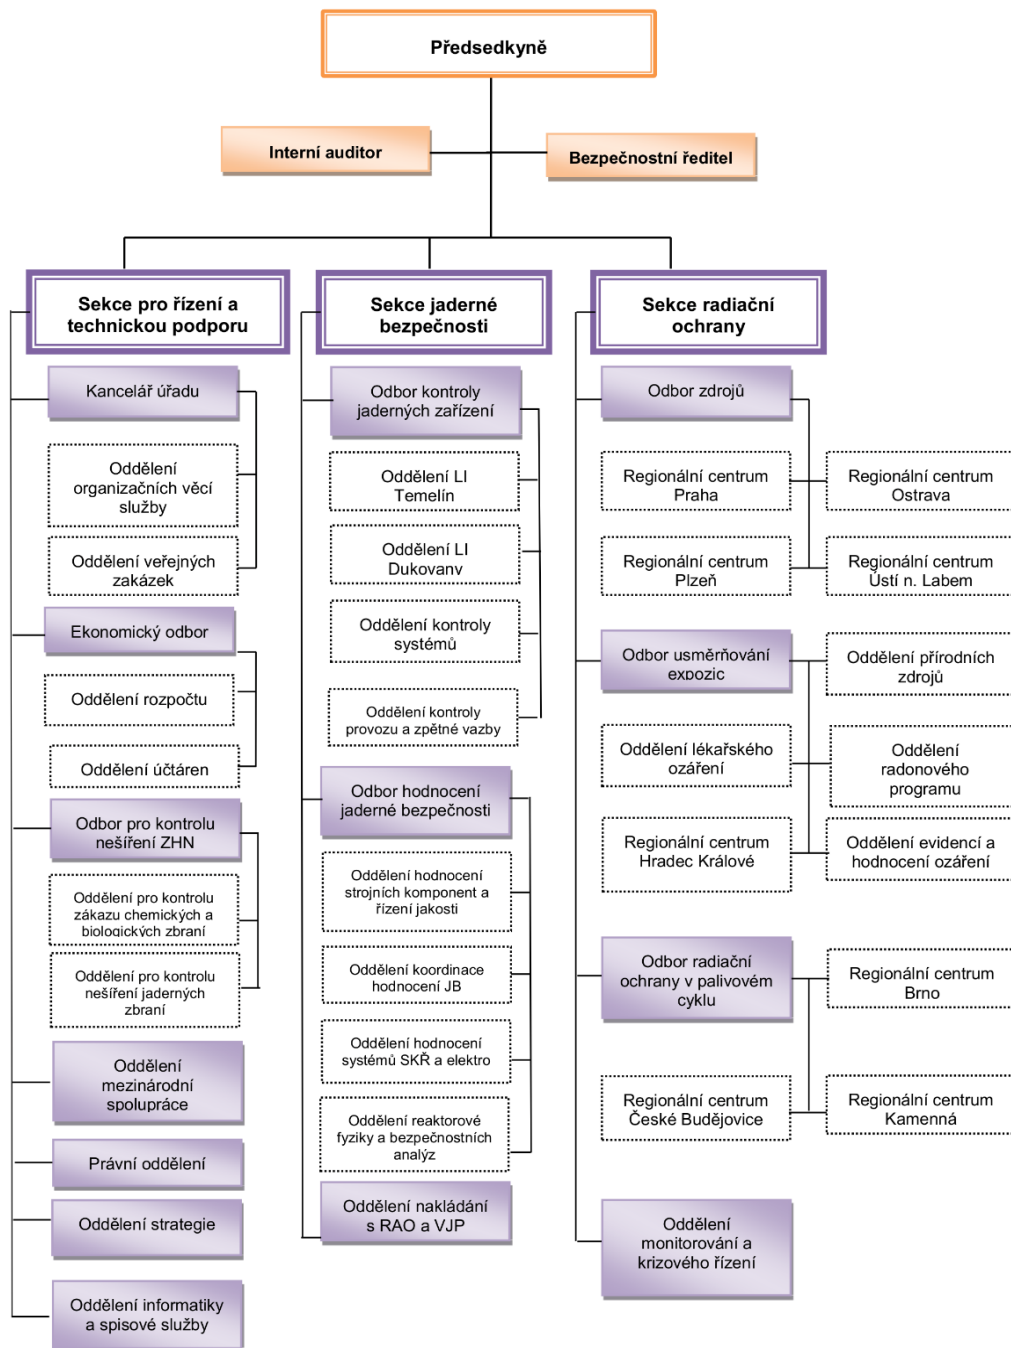 Předsedkyně
Interní auditor
Bezpečnostní ředitel
Sekce pro řízení a
technickou podporu
Kancelář úřadu
Oddělení
organizačních věcí
služby
Oddělení veřejných
zakázek
Ekonomický odbor
Oddělení rozpočtu
Oddělení účtáren
Odbor pro kontrolu
nešíření ZHN
Oddělení pro kontrolu
zákazu chemických a
biologických zbraní
Oddělení pro kontrolu
nešíření jaderných
zbraní
Oddělení
mezinárodní
spolupráce
Právní oddělení
Oddělení strategie
Oddělení informatiky
a spisové služby
Sekce jaderné
bezpečnosti
Odbor kontroly
jaderných zařízení
Oddělení LI
Temelín
Oddělení LI
Dukovany
Oddělení kontroly
systémů
Oddělení kontroly
provozu a zpětné vazby
Odbor hodnocení
jaderné bezpečnosti
Oddělení hodnocení
strojních komponent a
řízení jakosti
Oddělení koordinace
hodnocení JB
Oddělení hodnocení
systémů SKŘ a elektro
Oddělení reaktorové
fyziky a bezpečnostních
analýz
Oddělení nakládání
s RAO a VJP
Sekce radiační
ochrany
Odbor zdrojů
Regionální centrum
Praha
Regionální centrum
Ostrava
Regionální centrum
Plzeň
Regionální centrum
Ústí n. Labem
Odbor usměrňování
expozic
Oddělení přírodních
zdrojů
Oddělení lékařského
ozáření
Oddělení
radonového
programu
Regionální centrum
Hradec Králové
Oddělení evidencí a
hodnocení ozáření
Odbor radiační
ochrany v palivovém
cyklu
Regionální centrum
Brno
Regionální centrum
České Budějovice
Regionální centrum
Kamenná
Oddělení
monitorování a
krizového řízení